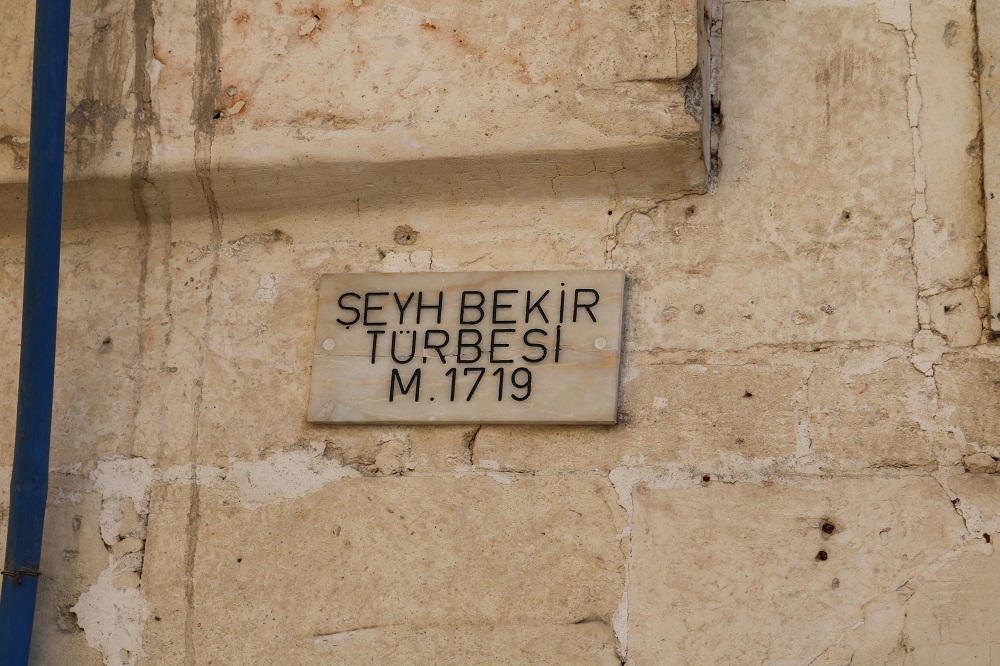 ŞEYH BEKİR
TÜRBESİ
M.1719